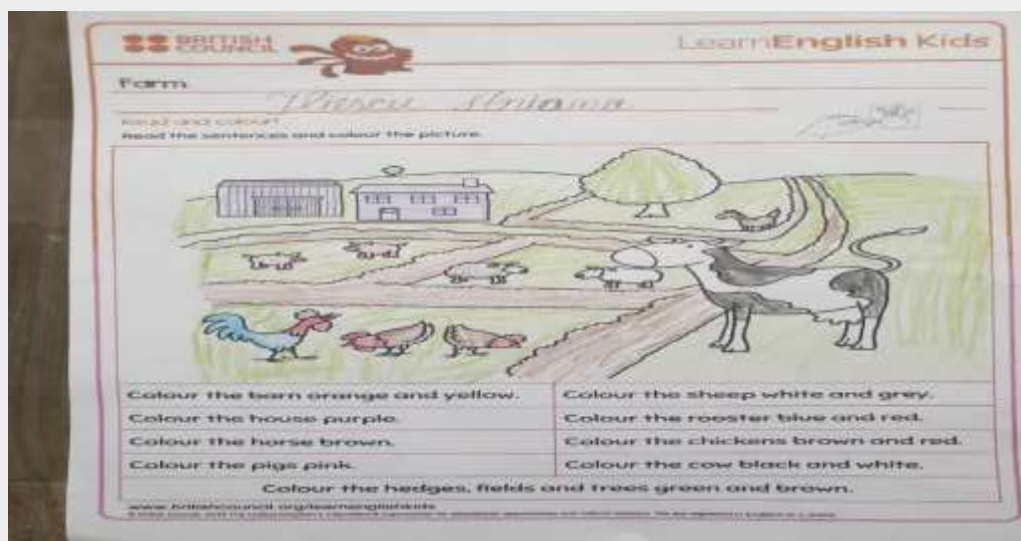 BRITISH
COUNCIL
LearnEnglish Kids
Farm
Read and colour!
Read the sentences and colour the picture.
Colour the barn orange and yellow.
Colour the sheep white and grey.
Colour the house purple.
Colour the rooster blue and red.
Colour the horse brown.
Colour the chickens brown and red.
Colour the pigs pink.
Colour the cow black and white.
Colour the hedges, fields and trees green and brown.
www.britishcouncil.org/learnenglishkids